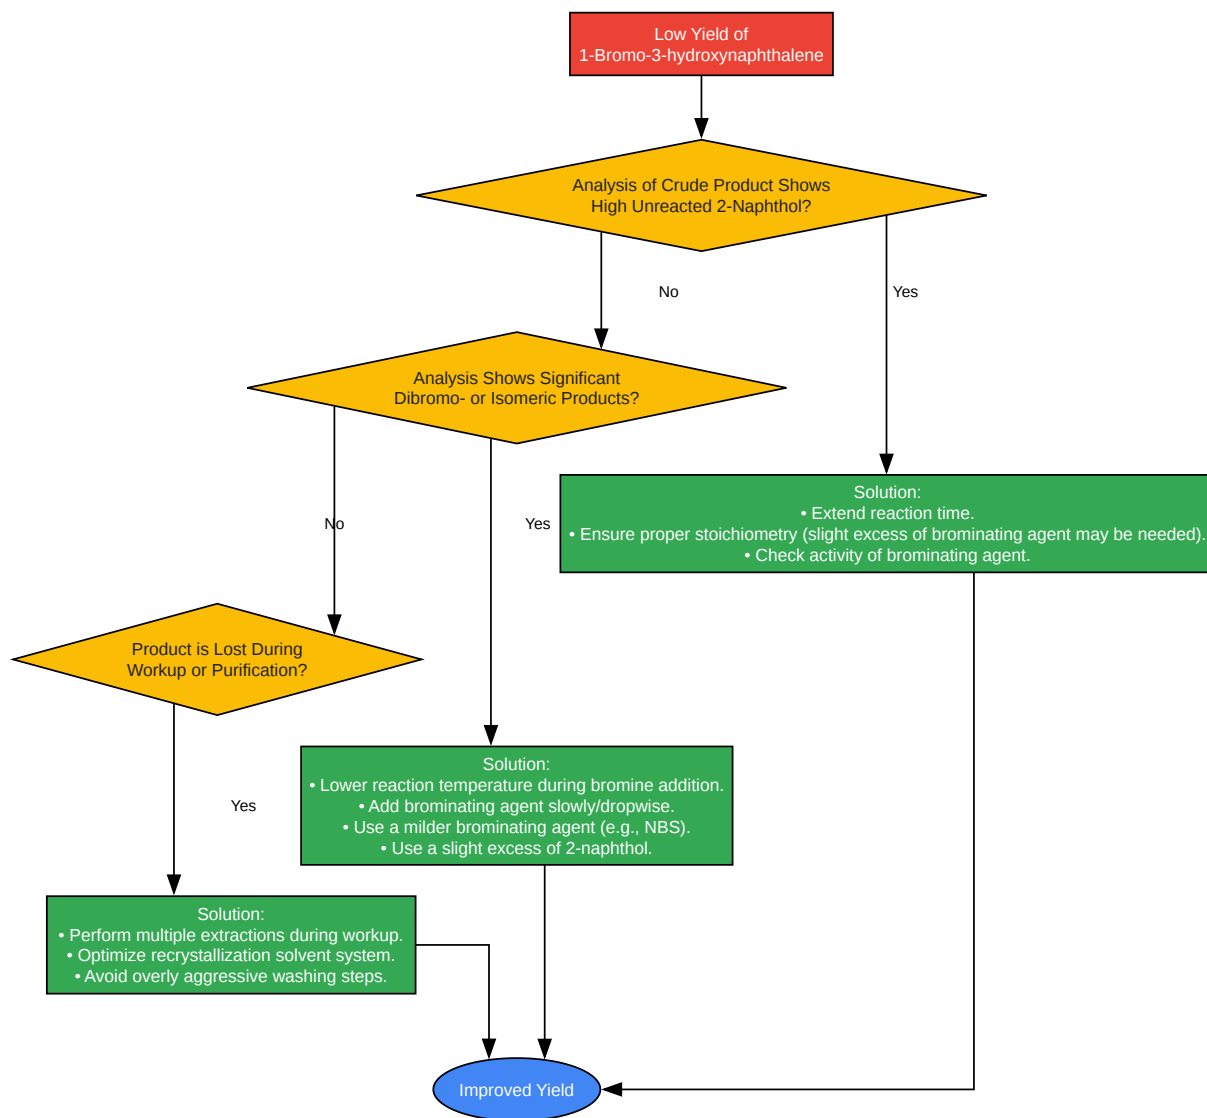 Low Yield of
1-Bromo-3-hydroxynaphthalene
Analysis of Crude Product Shows
High Unreacted 2-Naphthol?
No
Yes
Analysis Shows Significant
Dibromo- or Isomeric Products?
No
Yes
Solution:
• Extend reaction time.
• Ensure proper stoichiometry (slight excess of brominating agent may be needed).
• Check activity of brominating agent.
Product is Lost During
Workup or Purification?
Yes
Solution:
• Lower reaction temperature during bromine addition.
• Add brominating agent slowly/dropwise.
• Use a milder brominating agent (e.g., NBS).
• Use a slight excess of 2-naphthol.
Solution:
• Perform multiple extractions during workup.
• Optimize recrystallization solvent system.
• Avoid overly aggressive washing steps.
Improved Yield